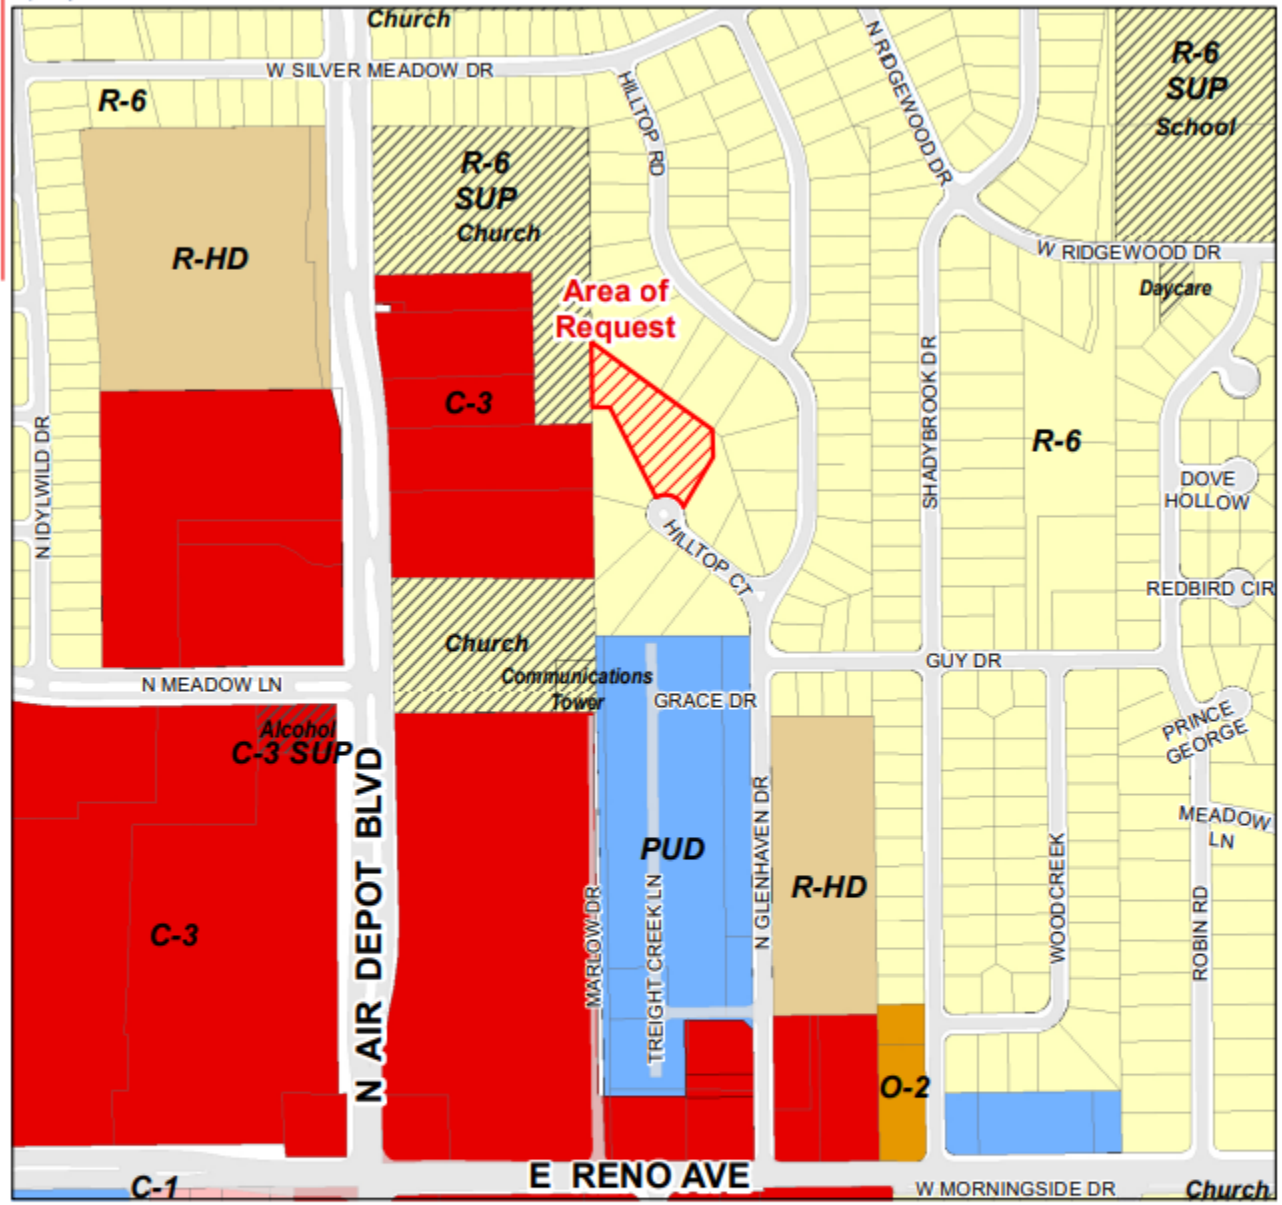 Church
W SILVER MEADOW DR
R-6
HILLTOP RD
N RIDGEWOOD DR
R-6
SUP
School
R-6
SUP
Church
R-HD
W RIDGEWOOD DR
Daycare
Area of
Request
C-3
N IDYLWILD DR
SHADYBROOK DR
R-6
DOVE
HOLLOW
HILLTOP CT
REDBIRD CIR
Church
Communications
Tower
GUY DR
N MEADOW LN
GRACE DR
PRINCE
GEORGE
Alcohol
C-3 SUP
N AIR DEPOT BLVD
MEADOW
LN
PUD
R-HD
N GLENHAVEN DR
WOODCREEK
C-3
MARLOW DR
TREIGHT CREEK LN
ROBIN RD
O-2
E RENO AVE
C-1
W MORNINGSIDE DR
Church